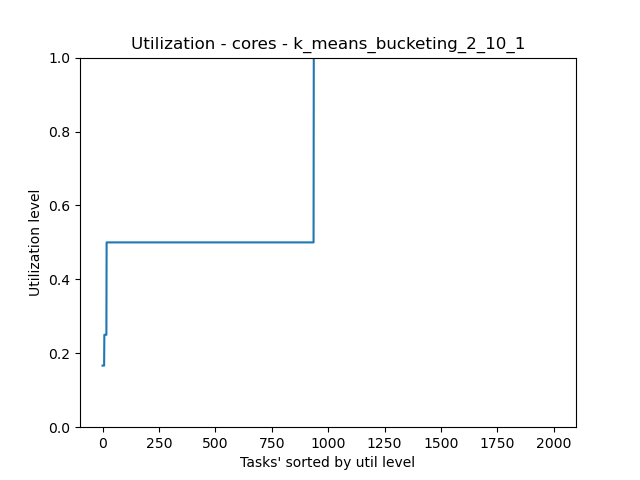 Utilization - cores - k_means_bucketing_2_10_1
1.0
0.8
0.6
0.4
0.2
0.0
Utilization level
0 250 500 750 1000 1250 1500 1750 2000
Tasks' sorted by util level